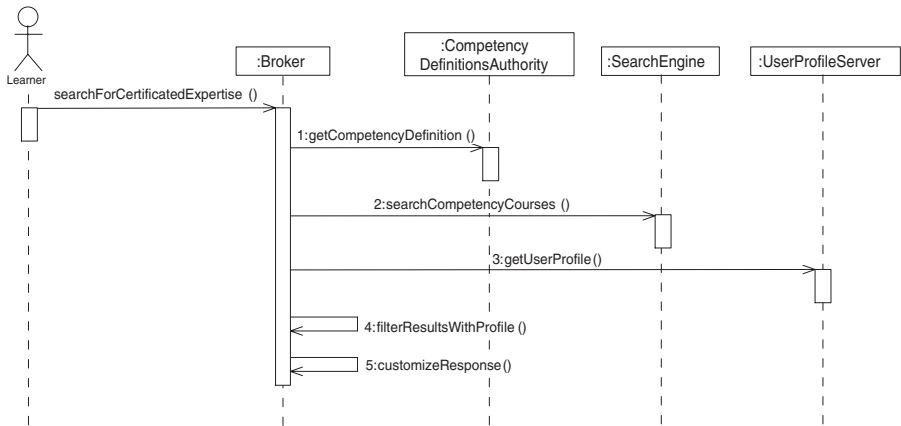 Learner
:Broker
:Competency
DefinitionsAuthority
:SearchEngine
:UserProfileServer
searchForCertificatedExpertise ()
1:getCompetencyDefinition ()
2:searchCompetencyCourses ()
3:getUserProfile()
4:filterResultsWithProfile ()
5:customizeResponse()